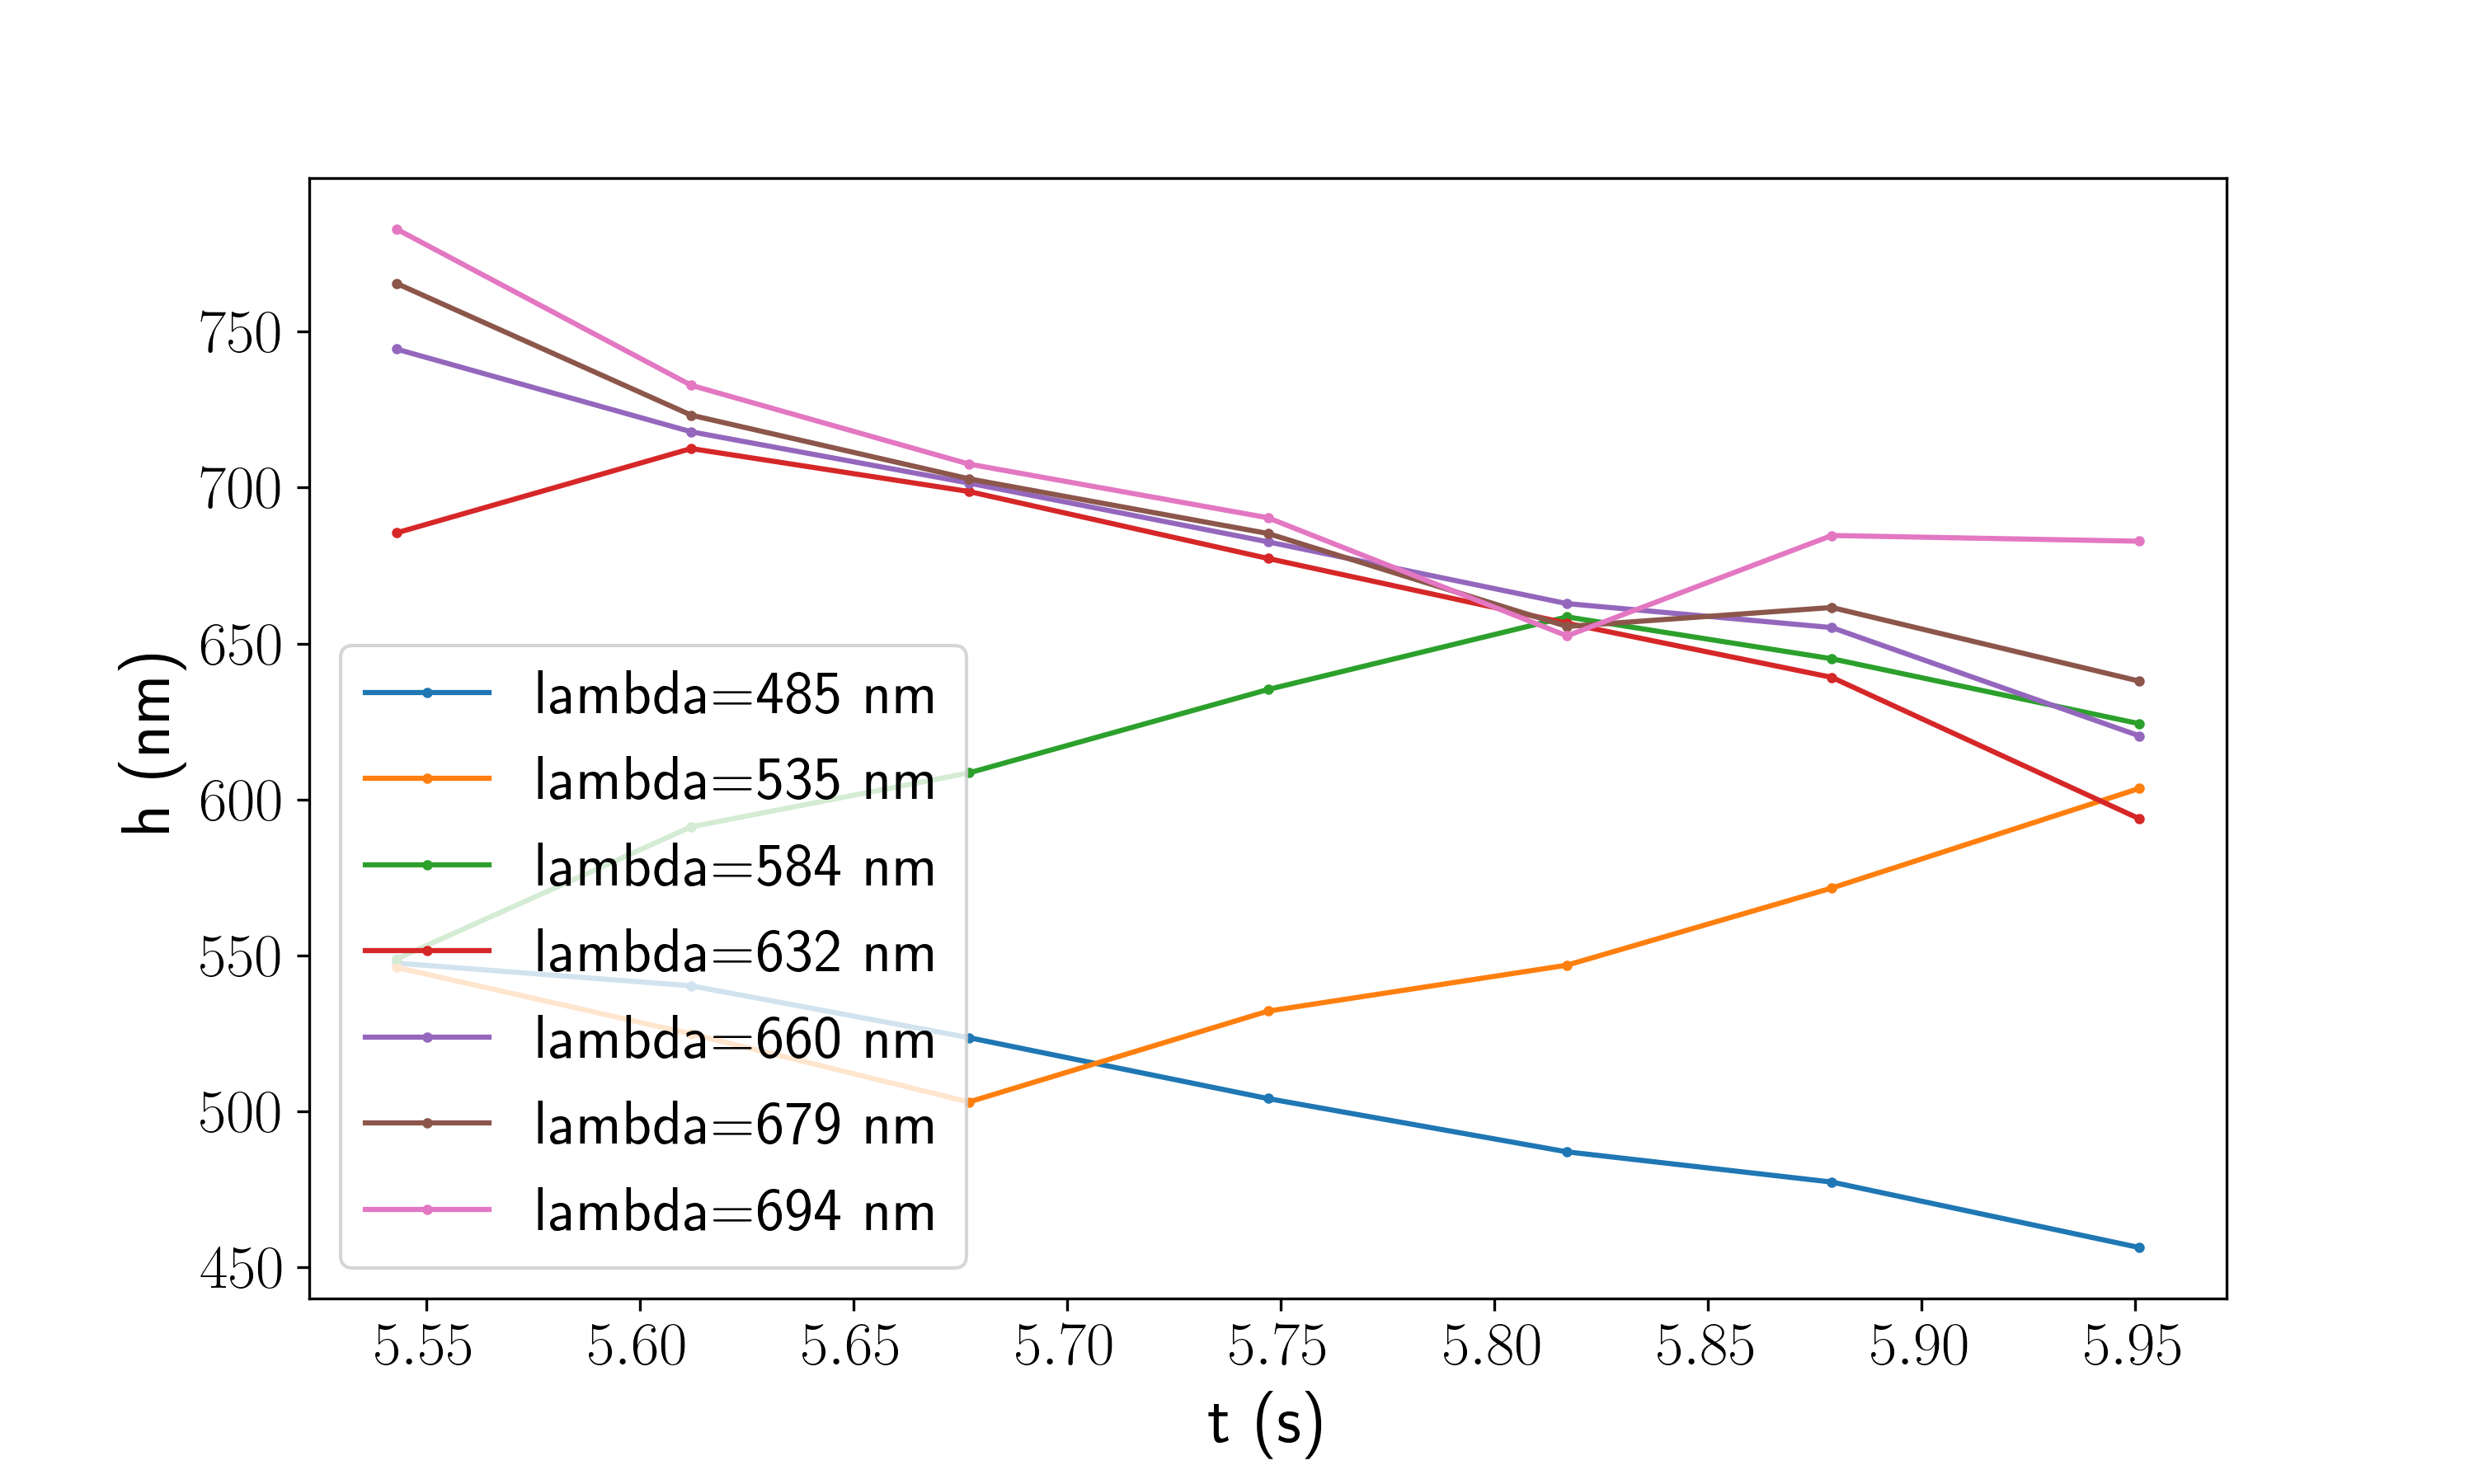 750
700
650
600
550
500
450
h (nm)
lambda=485 nm
lambda=535 nm
lambda=584 nm
lambda=632 nm
lambda=660 nm
lambda=679 nm
lambda=694 nm
5.55 5.60 5.65 5.70 5.75 5.80 5.85 5.90 5.95
t (s)